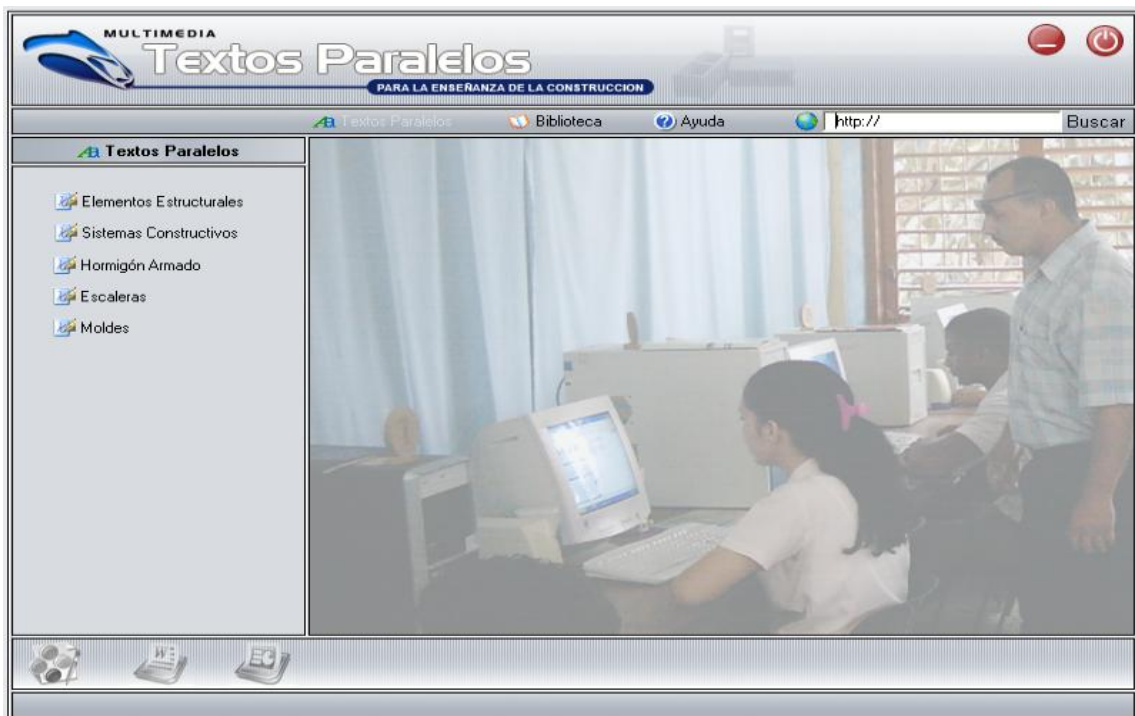 MULTIMEDIA
Textos Paralelos
PARA LA ENSEÑANZA DE LA CONSTRUCCION
Textos Paralelos Biblioteca Ayuda http:// Buscar
Textos Paralelos
Elementos Estructurales
Sistemas Constructivos
Hormigón Armado
Escaleras
Moldes